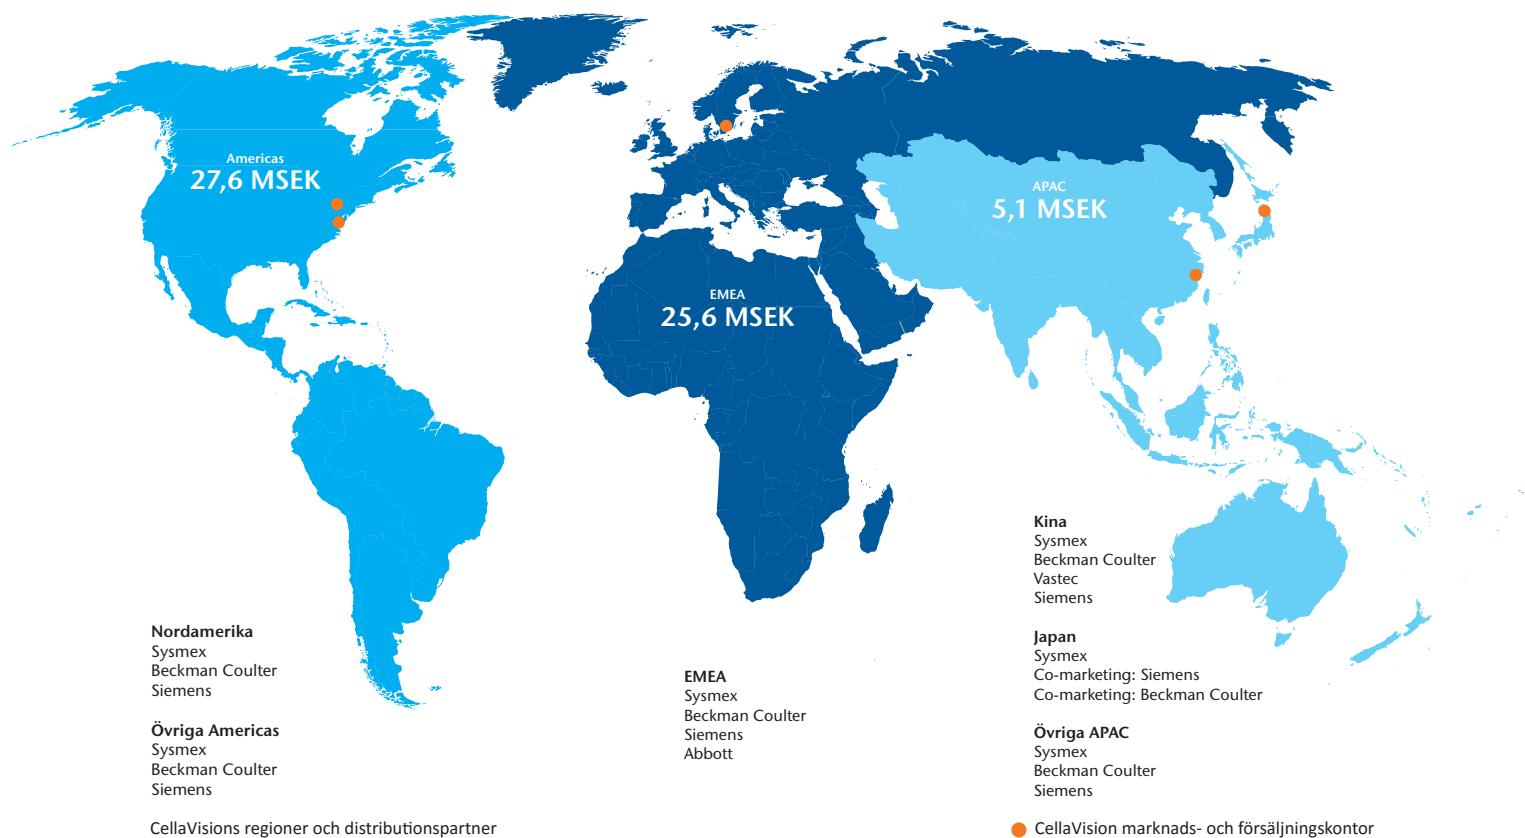 Americas
27,6 MSEK
EMEA
25,6 MSEK
APAC
5,1 MSEK
Nordamerika
Sysmex
Beckman Coulter
Siemens
Övriga Americas
Sysmex
Beckman Coulter
Siemens
EMEA
Sysmex
Beckman Coulter
Siemens
Abbott
Kina
Sysmex
Beckman Coulter
Vastec
Siemens
Japan
Sysmex
Co-marketing: Siemens
Co-marketing: Beckman Coulter
Övriga APAC
Sysmex
Beckman Coulter
Siemens
CellaVisions regioner och distributionspartner
CellaVision marknads- och försäljningskontor